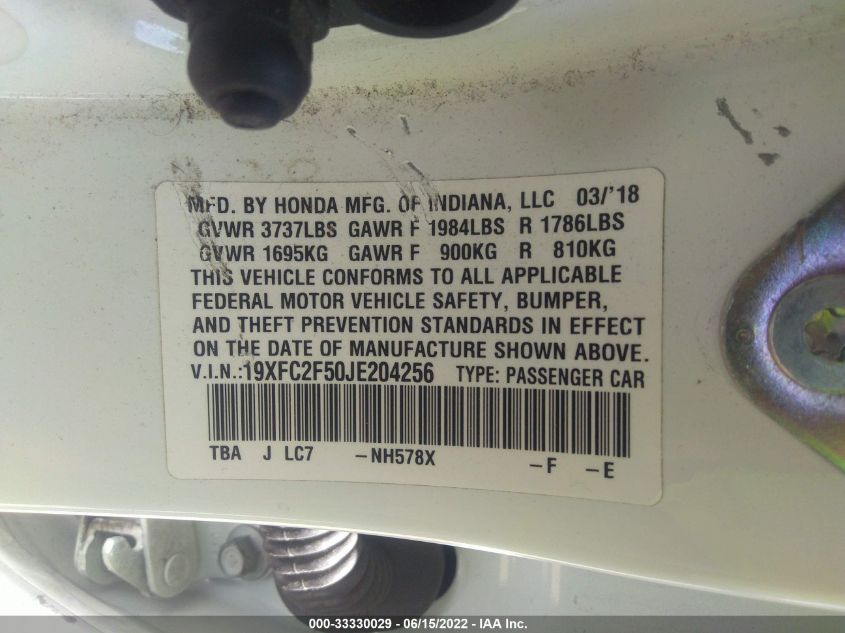 MFD. BY HONDA MFG. OF INDIANA, LLC 03/'18
GVWR 3737LBS GAWR F 1984LBS R 1786LBS
GVWR 1695KG GAWR F 900KG R 810KG
THIS VEHICLE CONFORMS TO ALL APPLICABLE
FEDERAL MOTOR VEHICLE SAFETY, BUMPER,
AND THEFT PREVENTION STANDARDS IN EFFECT
ON THE DATE OF MANUFACTURE SHOWN ABOVE.
V.I.N.:19XFC2F50JE204256 TYPE: PASSENGER CAR
TBA J LC7 -NH578X -F -E
000-33330029 - 06/15/2022 - IAA Inc.